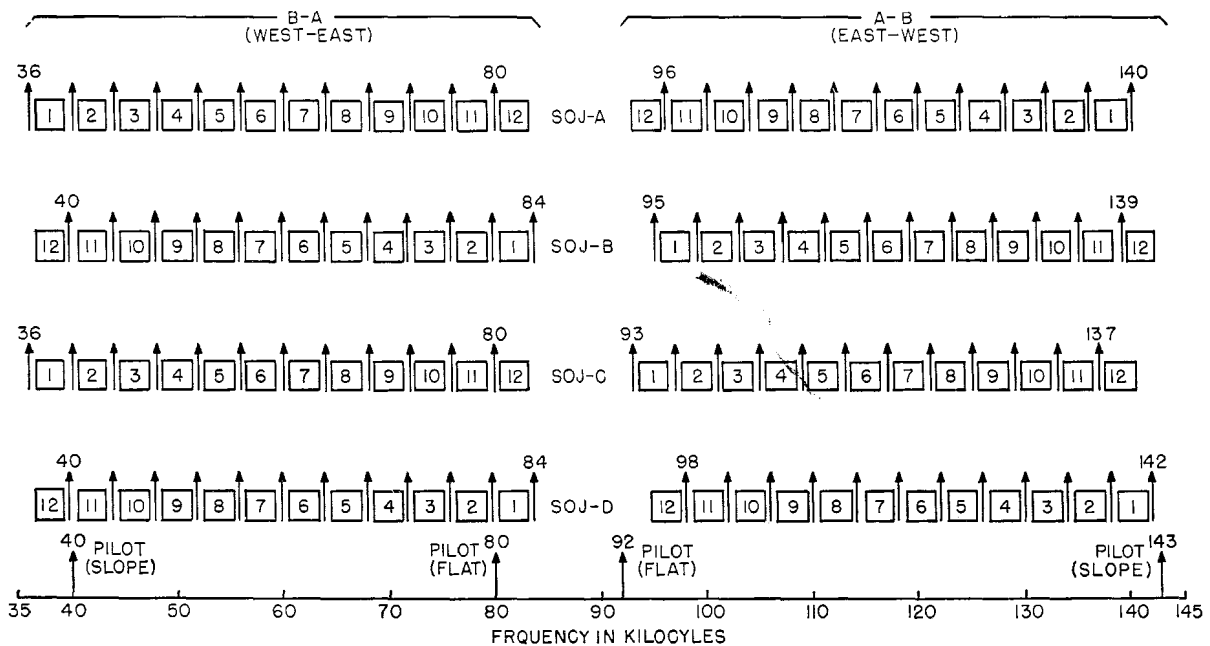 B-A
(WEST-EAST)
A-B
(EAST-WEST)
36 80 96 140
1 2 3 4 5 6 7 8 9 10 11 12 SOJ-A 12 11 10 9 8 7 6 5 4 3 2 1
40 84 95 139
12 11 10 9 8 7 6 5 4 3 2 1 SOJ-B 1 2 3 4 5 6 7 8 9 10 11 12
36 80 93 137
1 2 3 4 5 6 7 8 9 10 11 12 SOJ-C 1 2 3 4 5 6 7 8 9 10 11 12
40 84 98 142
12 11 10 9 8 7 6 5 4 3 2 1 SOJ-D 12 11 10 9 8 7 6 5 4 3 2 1
40 PILOT
(SLOPE)
PILOT 80
(FLAT)
92 PILOT
(FLAT)
PILOT 143
(SLOPE)
35 40 50 60 70 80 90 100 110 120 130 140 145
FRQUENCY IN KILOCYLES